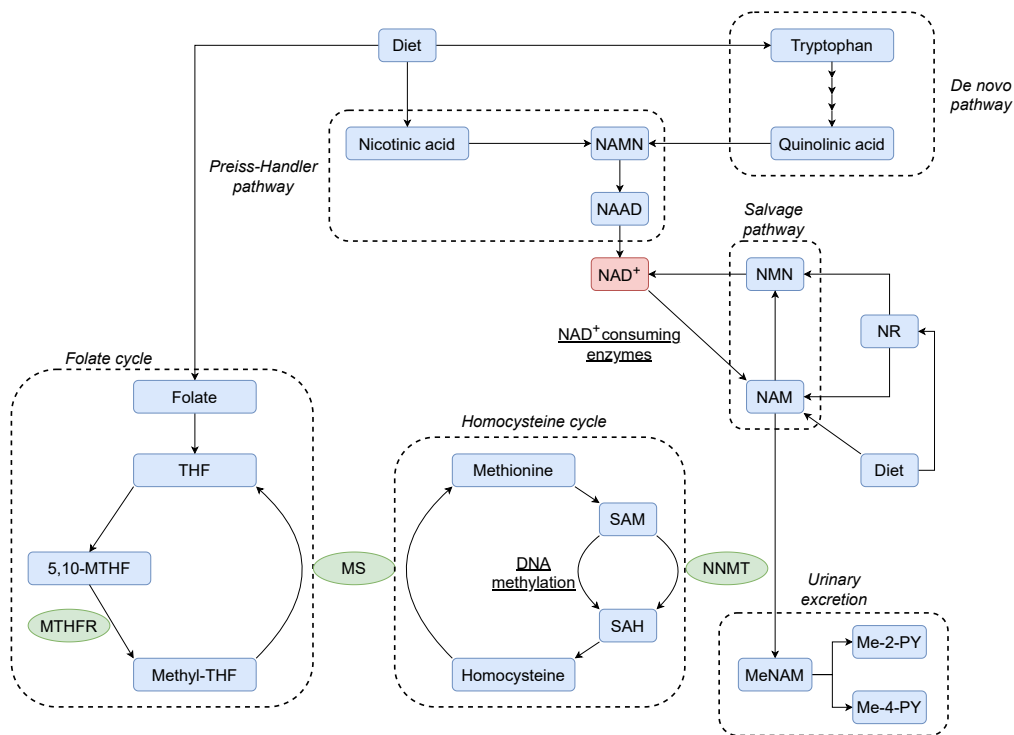 Diet
Tryptophan
De novo
pathway
Nicotinic acid
NAMN
Quinolinic acid
Preiss-Handler
pathway
NAAD
Salvage
pathway
NAD+
NMN
NR
NAD+ consuming
enzymes
Folate cycle
Folate
NAM
Homocysteine cycle
THF
Methionine
Diet
SAM
5,10-MTHF
MS
DNA
methylation
NNMT
Urinary
excretion
MTHFR
SAH
Me-2-PY
Methyl-THF
Homocysteine
MeNAM
Me-4-PY